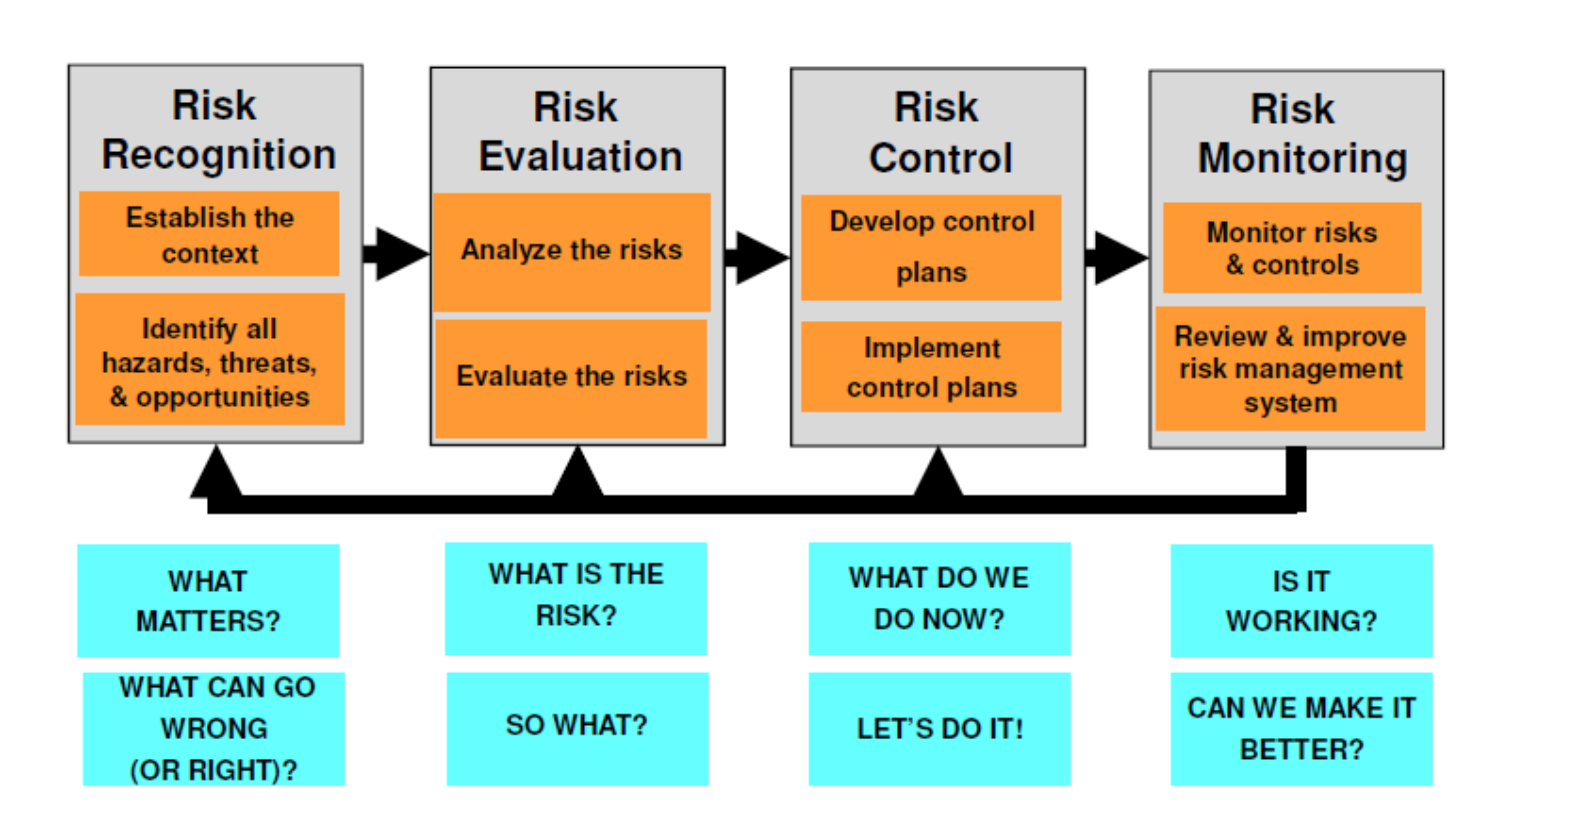 Risk
Recognition
Establish the
context
Identify all
hazards, threats,
& opportunities
Risk
Evaluation
Analyze the risks
Evaluate the risks
Risk
Control
Develop control
plans
Implement
control plans
Risk
Monitoring
Monitor risks
& controls
Review & improve
risk management
system
WHAT
MATTERS?
WHAT CAN GO
WRONG
(OR RIGHT)?
WHAT IS THE
RISK?
SO WHAT?
WHAT DO WE
DO NOW?
LET'S DO IT!
IS IT
WORKING?
CAN WE MAKE IT
BETTER?